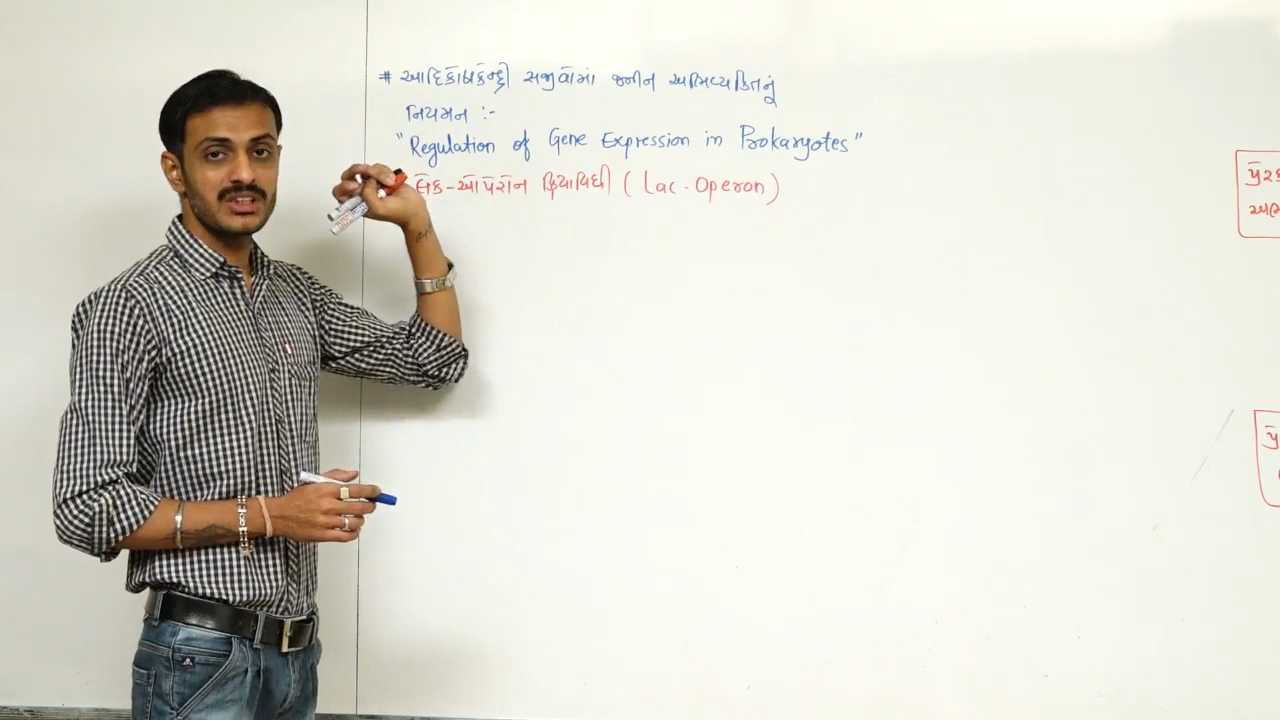 # આદિકોષકેન્દ્રી સજીવોમાં જનીન અભિવ્યક્તિનું
નિયમન :-
"Regulation of Gene Expression in Prokaryotes"
લેક-ઓપેરોન ક્રિયાવિધી ( Lac-Operon)